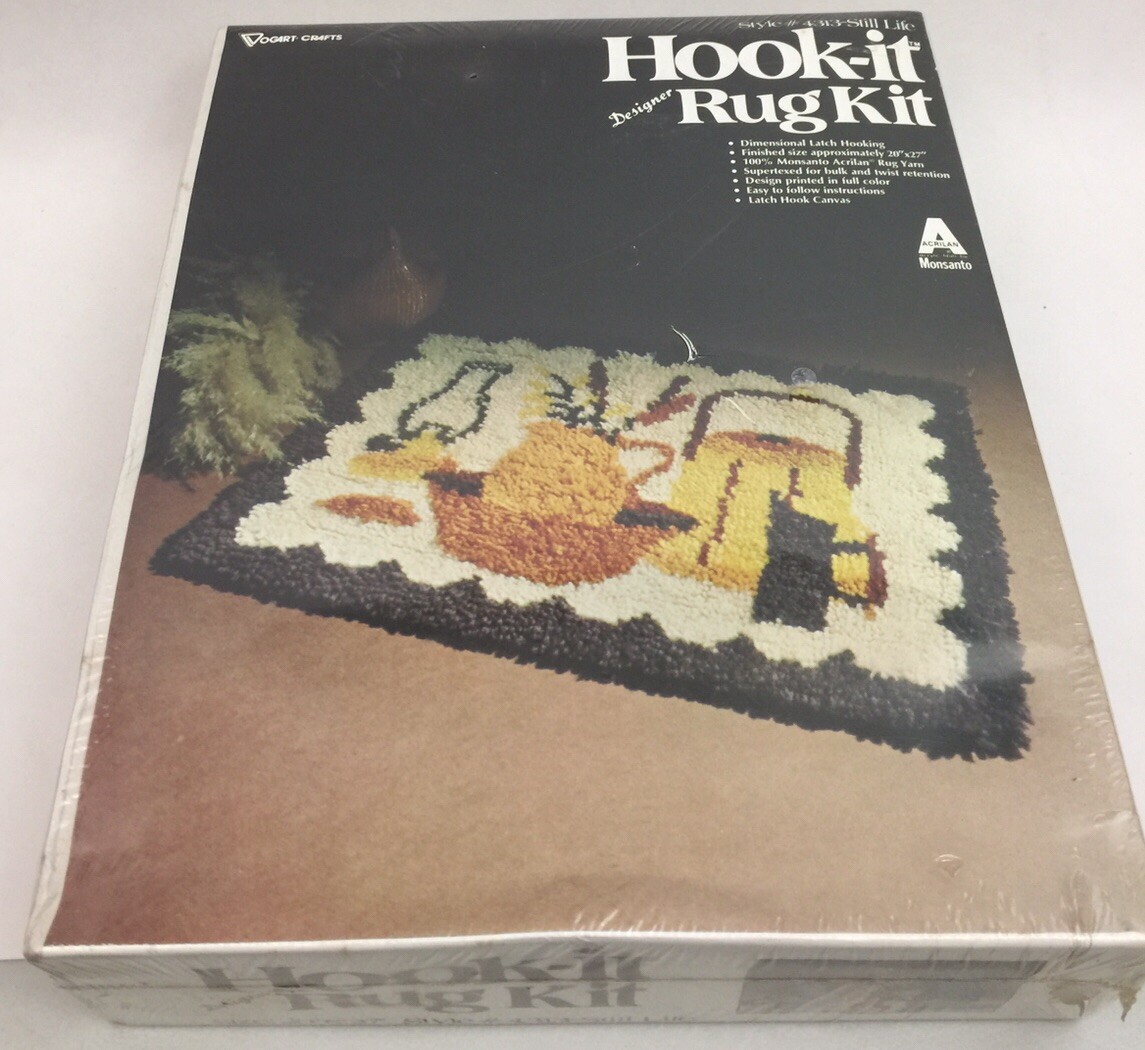 VOGART·CRAFTS
Style # 4313-Still Life
Hook-it™
Designer Rug Kit
• Dimensional Latch Hooking
• Finished size approximately 20"x27"
• 100% Monsanto Acrilan® Rug Yarn
• Supertexed for bulk and twist retention
• Design printed in full color
• Easy to follow instructions
• Latch Hook Canvas
A
ACRILAN
Monsanto
Hook-it
Rug Kit